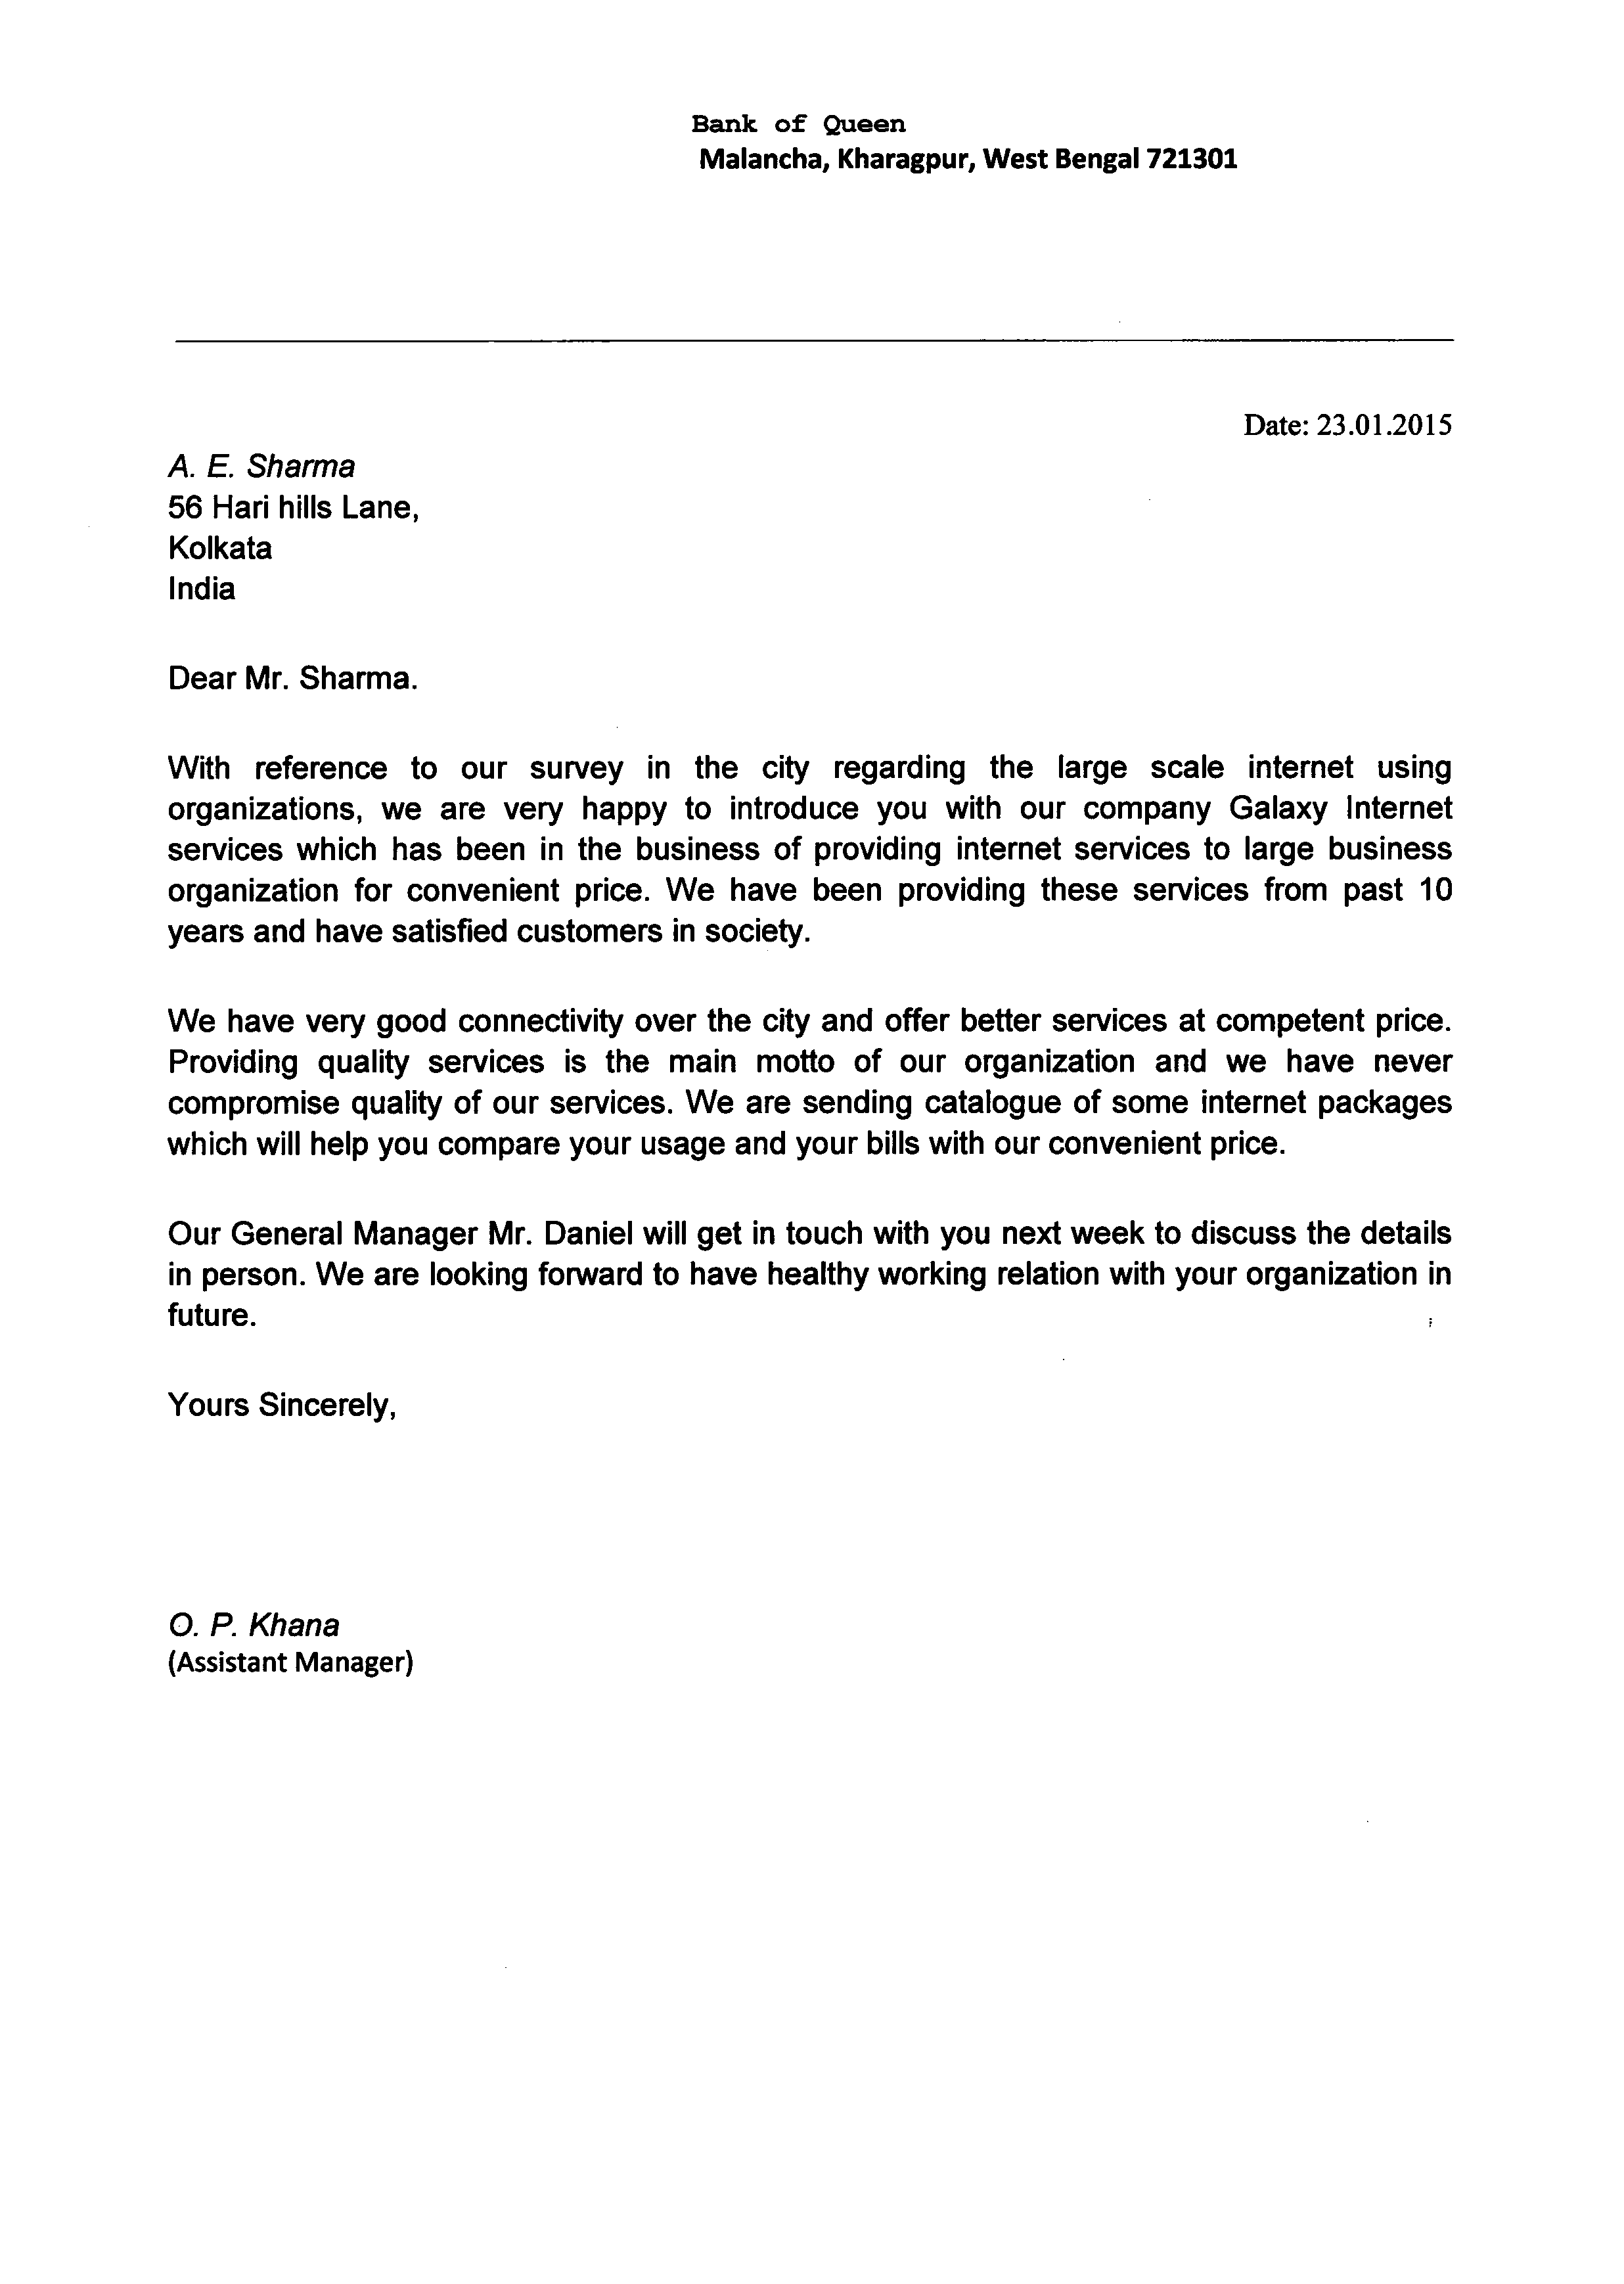 Bank of Queen
Malancha, Kharagpur, West Bengal 721301
Date: 23.01.2015
A. E. Sharma
56 Hari hills Lane,
Kolkata
India
Dear Mr. Sharma.
With reference to our survey in the city regarding the large scale internet using
organizations, we are very happy to introduce you with our company Galaxy Internet
services which has been in the business of providing internet services to large business
organization for convenient price. We have been providing these services from past 10
years and have satisfied customers in society.
We have very good connectivity over the city and offer better services at competent price.
Providing quality services is the main motto of our organization and we have never
compromise quality of our services. We are sending catalogue of some internet packages
which will help you compare your usage and your bills with our convenient price.
Our General Manager Mr. Daniel will get in touch with you next week to discuss the details
in person. We are looking forward to have healthy working relation with your organization in
future.
Yours Sincerely,
O. P. Khana
(Assistant Manager)